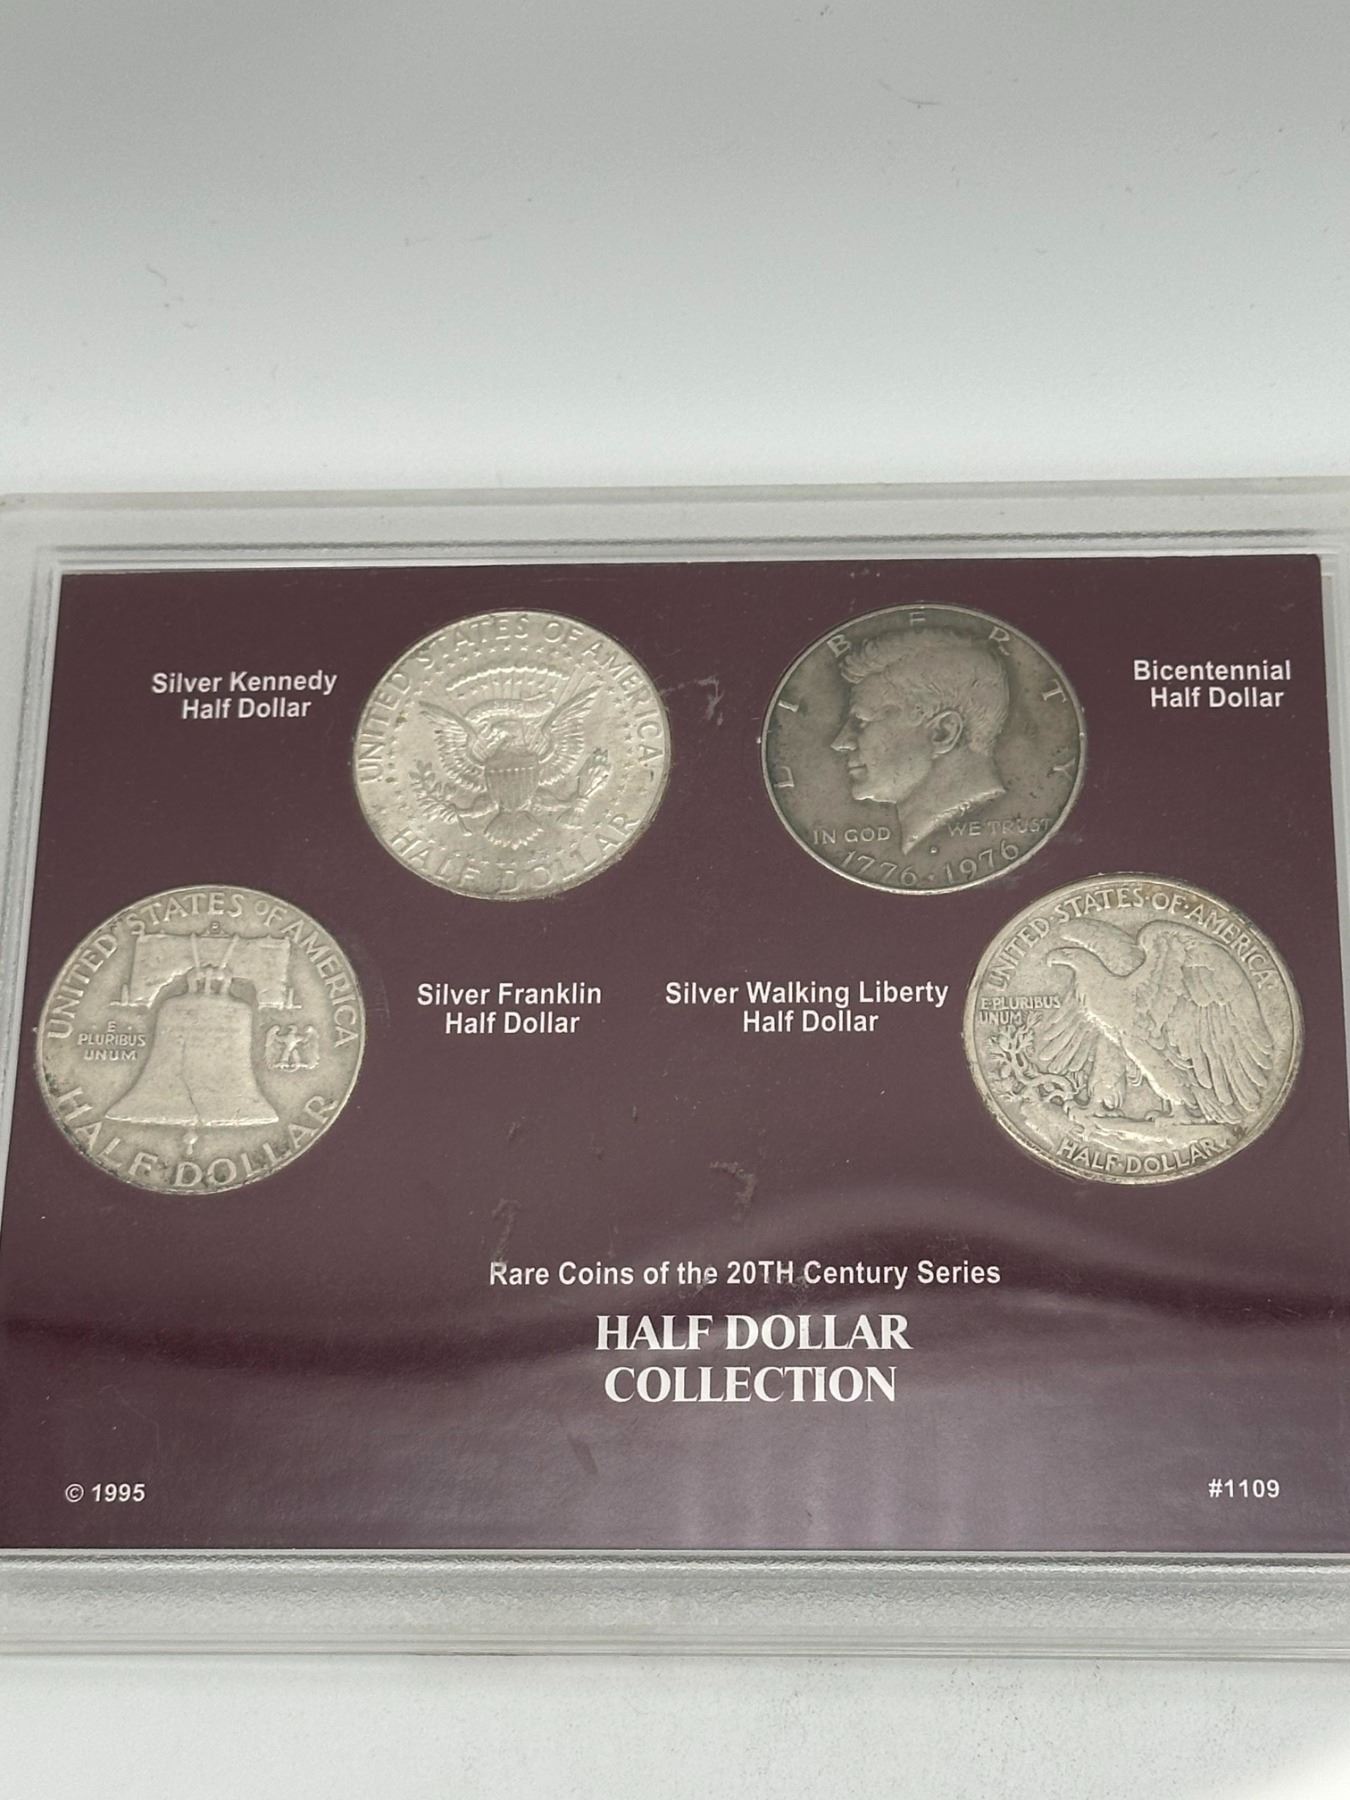 Silver Kennedy
Half Dollar
UNITED STATES OF AMERICA
HALF DOLLAR
LIBERTY
IN GOD WE TRUST
D
1776·1976
Bicentennial
Half Dollar
UNITED STATES OF AMERICA
E
PLURIBUS
UNUM
HALF DOLLAR
Silver Franklin
Half Dollar
Silver Walking Liberty
Half Dollar
UNITED·STATES·OF·AMERICA
E·PLURIBUS
UNUM
HALF·DOLLAR
Rare Coins of the 20TH Century Series
HALF DOLLAR
COLLECTION
© 1995
#1109